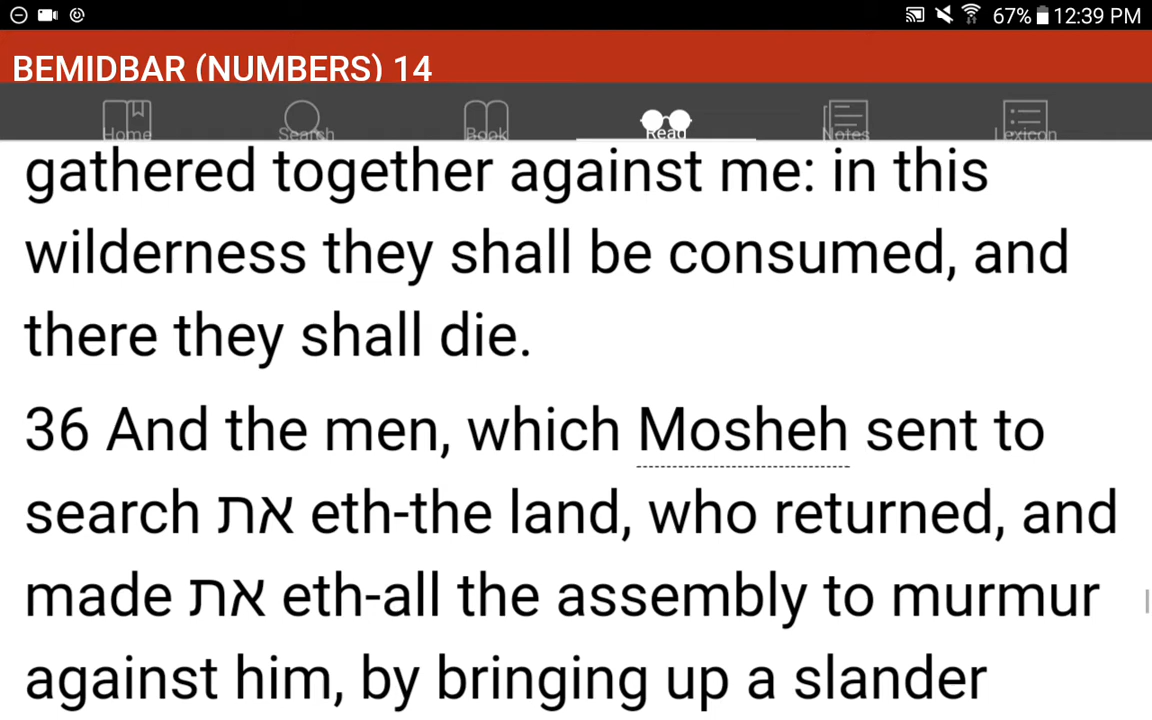 67% 12:39 PM
BEMIDBAR (NUMBERS) 14
Home Search Book Read Notes Lexicon
gathered together against me: in this
wilderness they shall be consumed, and
there they shall die.
36 And the men, which Mosheh sent to
search את eth-the land, who returned, and
made את eth-all the assembly to murmur
against him, by bringing up a slander